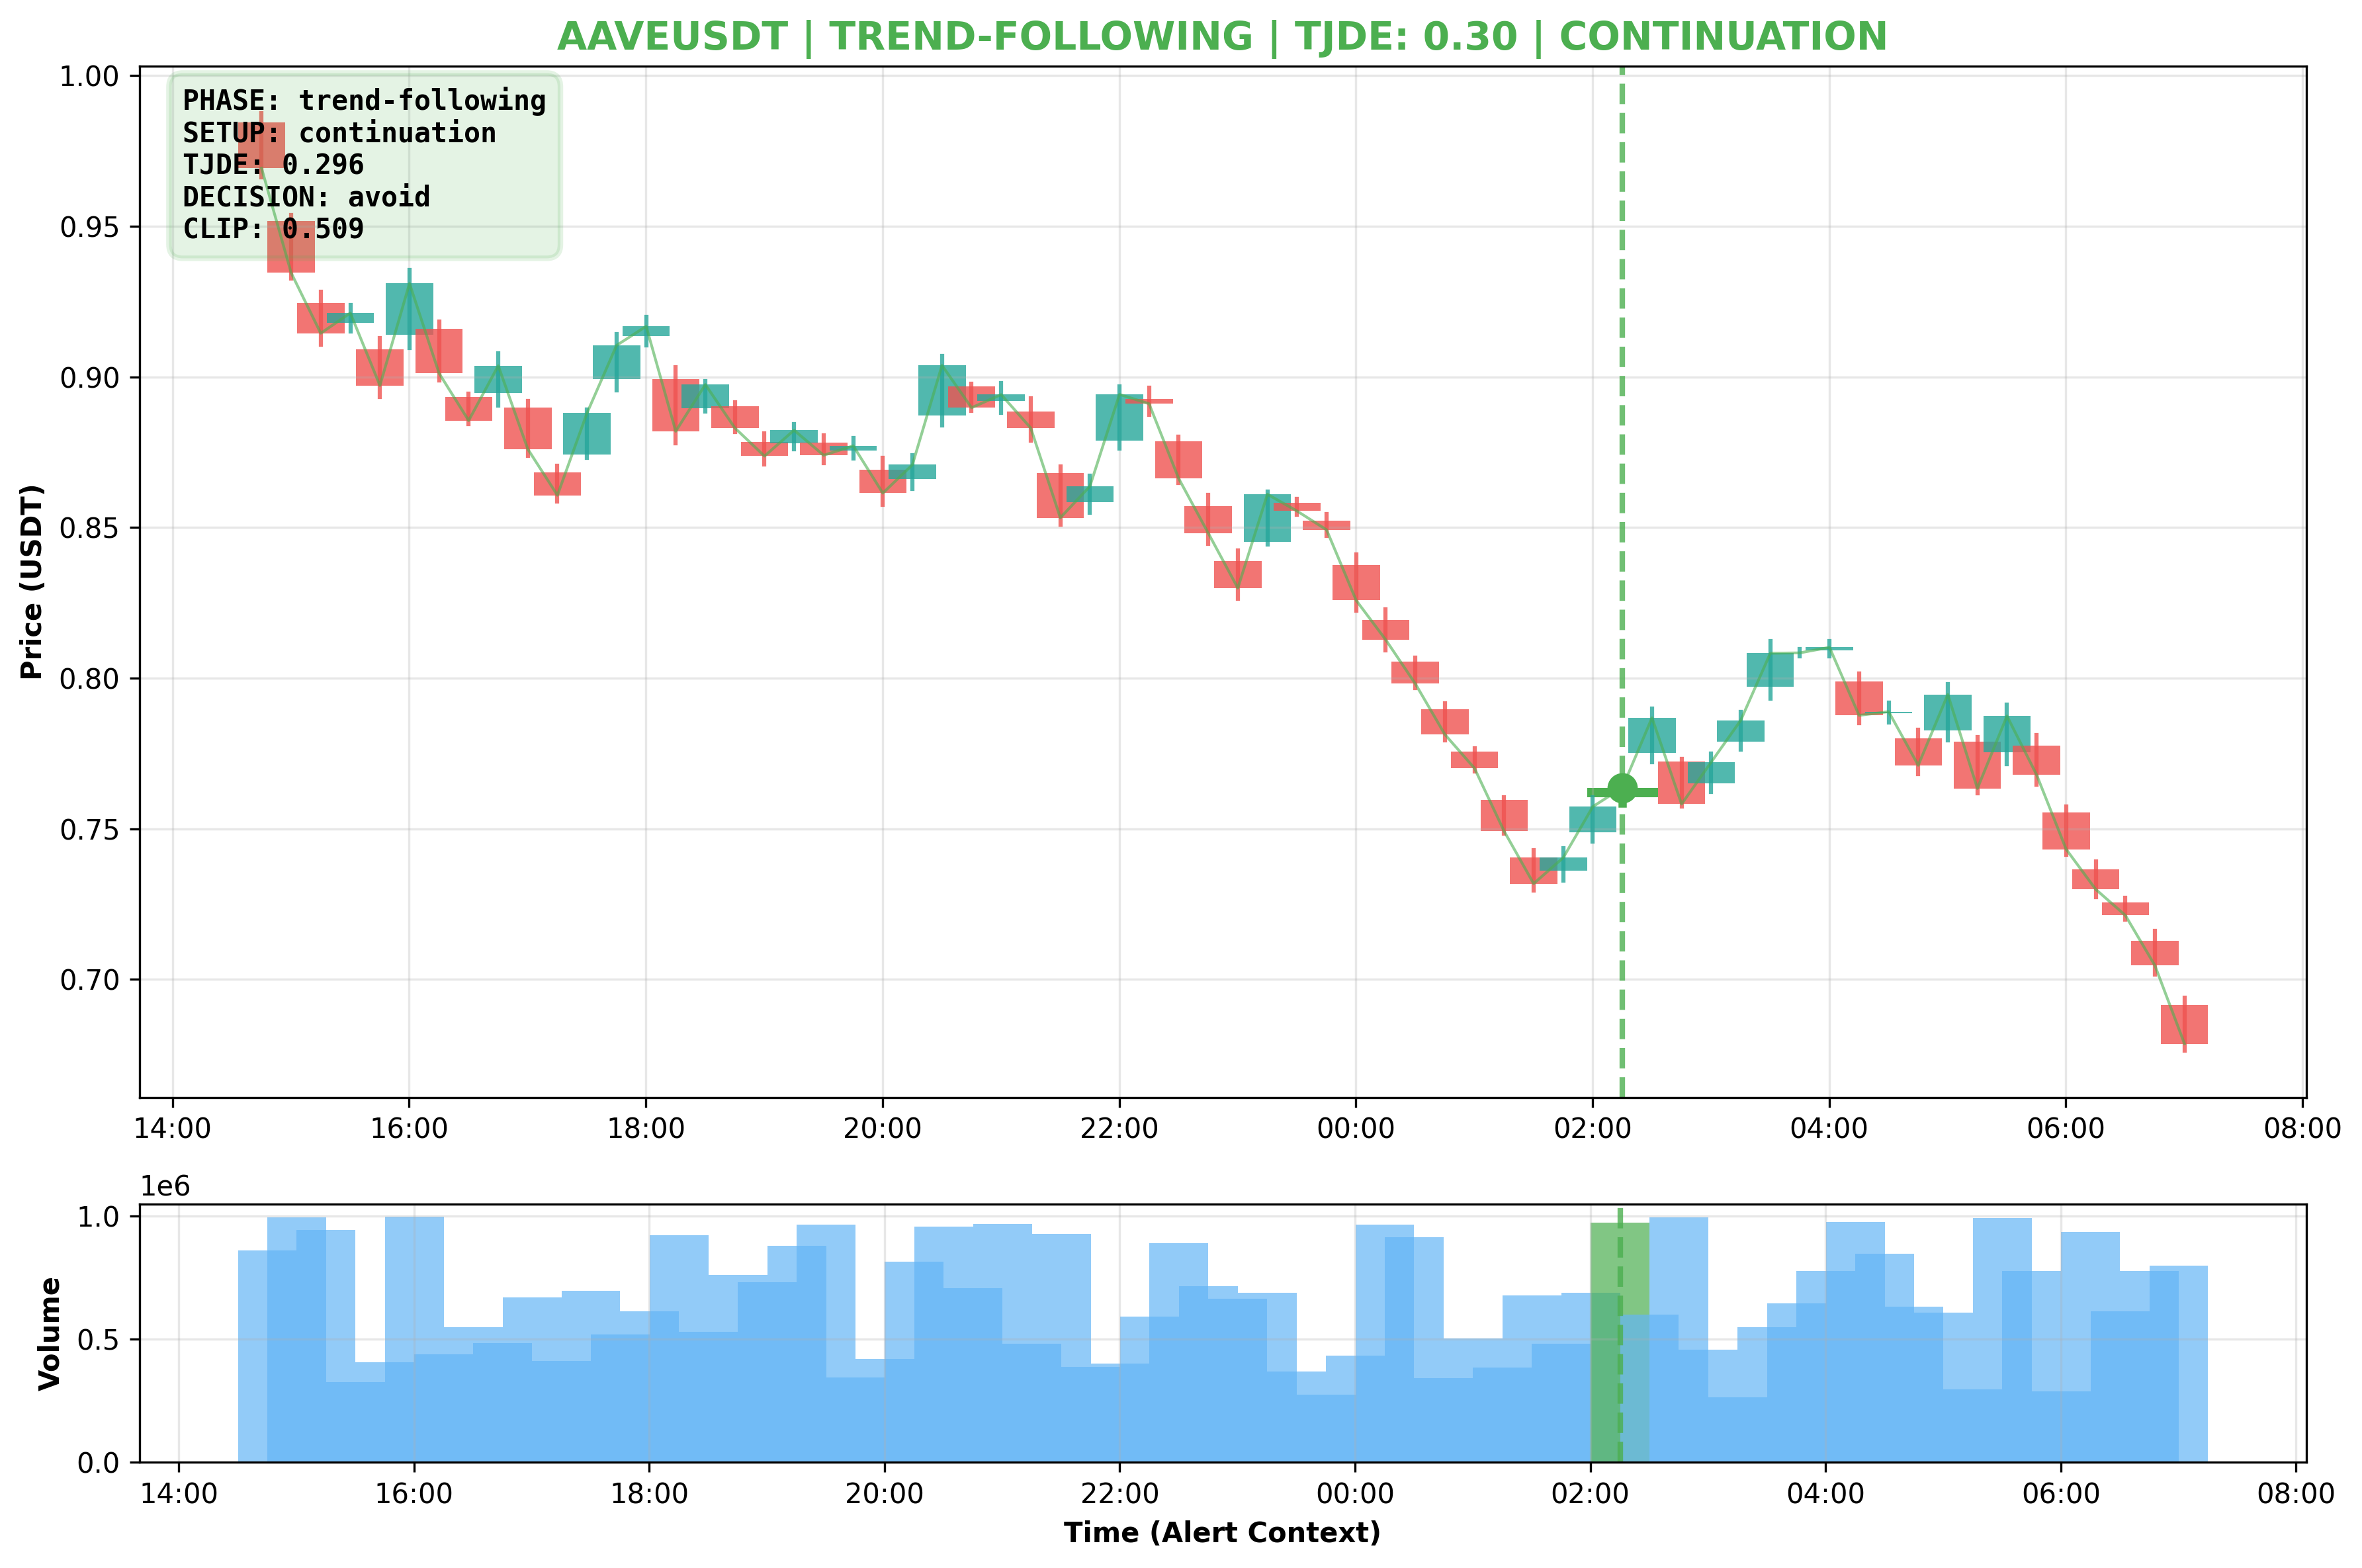 AAVEUSDT | TREND-FOLLOWING | TJDE: 0.30 | CONTINUATION
PHASE: trend-following
SETUP: continuation
TJDE: 0.296
DECISION: avoid
CLIP: 0.509
Price (USDT)
1.00
0.95
0.90
0.85
0.80
0.75
0.70
14:00 16:00 18:00 20:00 22:00 00:00 02:00 04:00 06:00 08:00
1e6
Volume
1.0
0.5
0.0
14:00 16:00 18:00 20:00 22:00 00:00 02:00 04:00 06:00 08:00
Time (Alert Context)